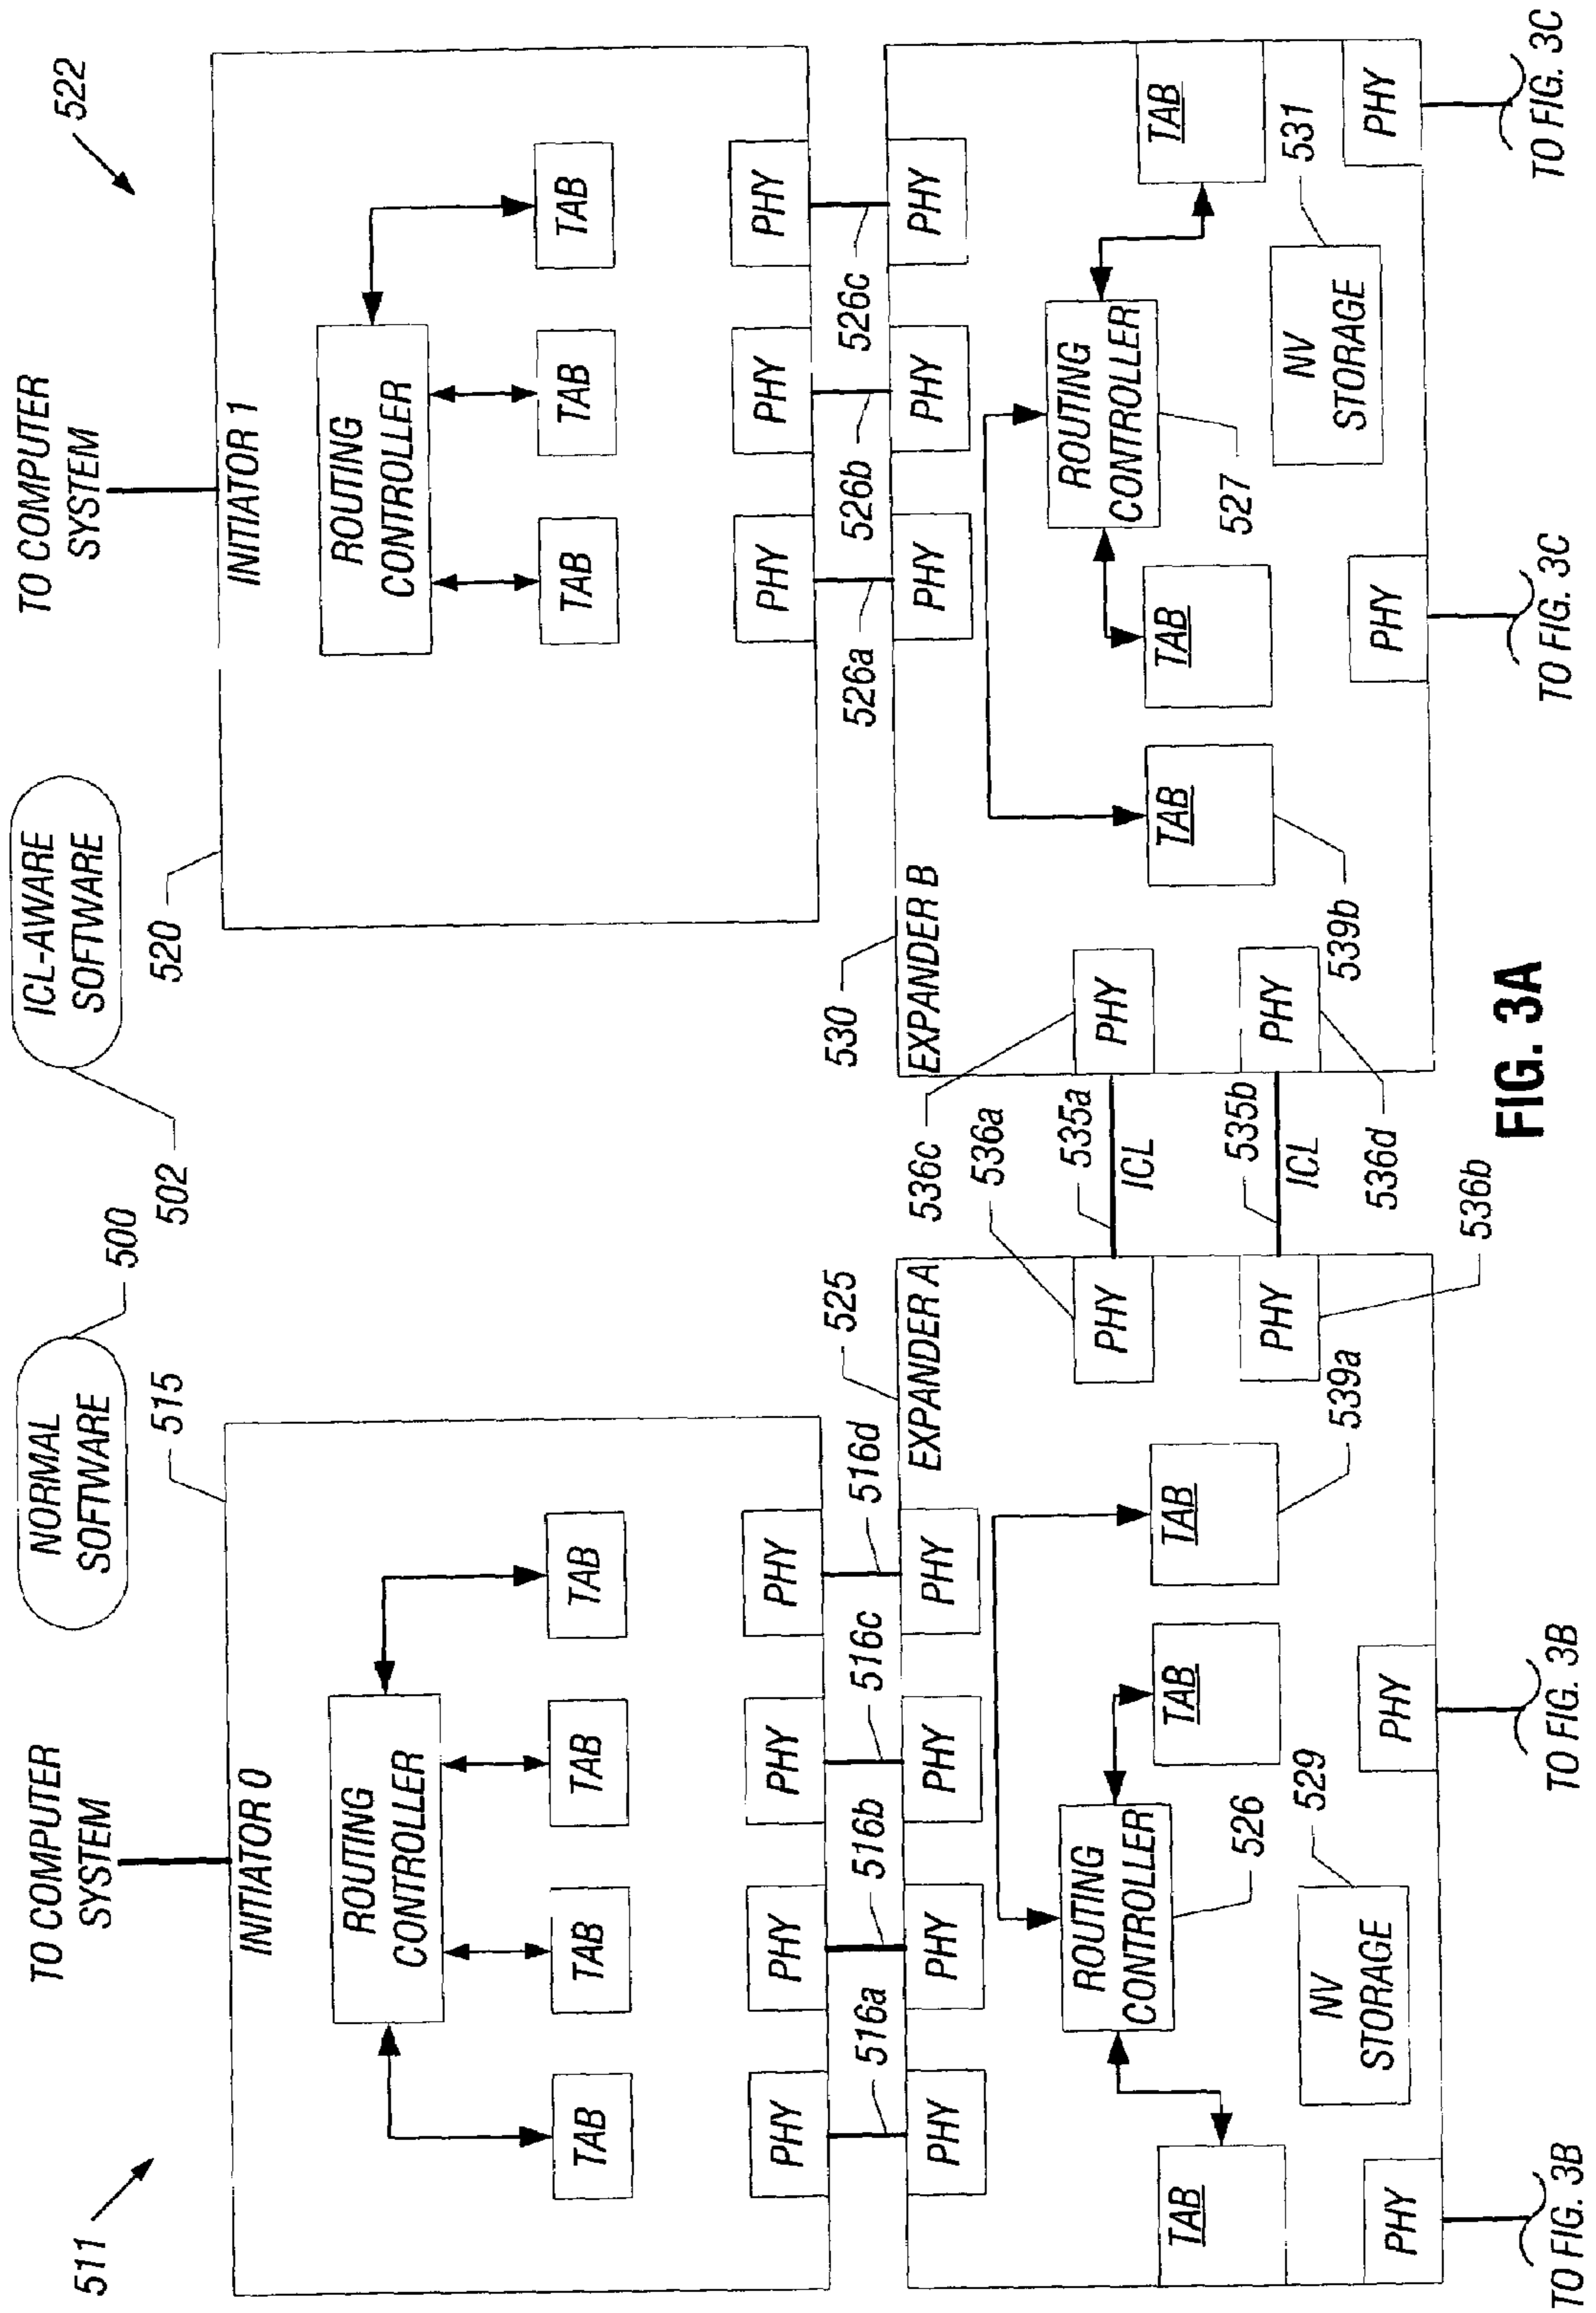 511
TO COMPUTER
SYSTEM
NORMAL
SOFTWARE
500
515
INITIATOR 0
ROUTING
CONTROLLER
TAB
TAB
TAB
TAB
PHY
PHY
PHY
PHY
516a
516b
516c
516d
PHY
PHY
PHY
PHY
525
EXPANDER A
ROUTING
CONTROLLER
526
TAB
TAB
TAB
539a
NV
STORAGE
529
PHY
PHY
TO FIG. 3B
TO FIG. 3B
PHY
536a
PHY
536b
535a
ICL
535b
ICL
ICL-AWARE
SOFTWARE
502
520
TO COMPUTER
SYSTEM
522
INITIATOR 1
ROUTING
CONTROLLER
TAB
TAB
TAB
PHY
PHY
PHY
526a
526b
526c
PHY
PHY
PHY
530
EXPANDER B
536c
PHY
536d
PHY
ROUTING
CONTROLLER
527
TAB
539b
TAB
TAB
NV
STORAGE
531
PHY
PHY
TO FIG. 3C
TO FIG. 3C
FIG. 3A